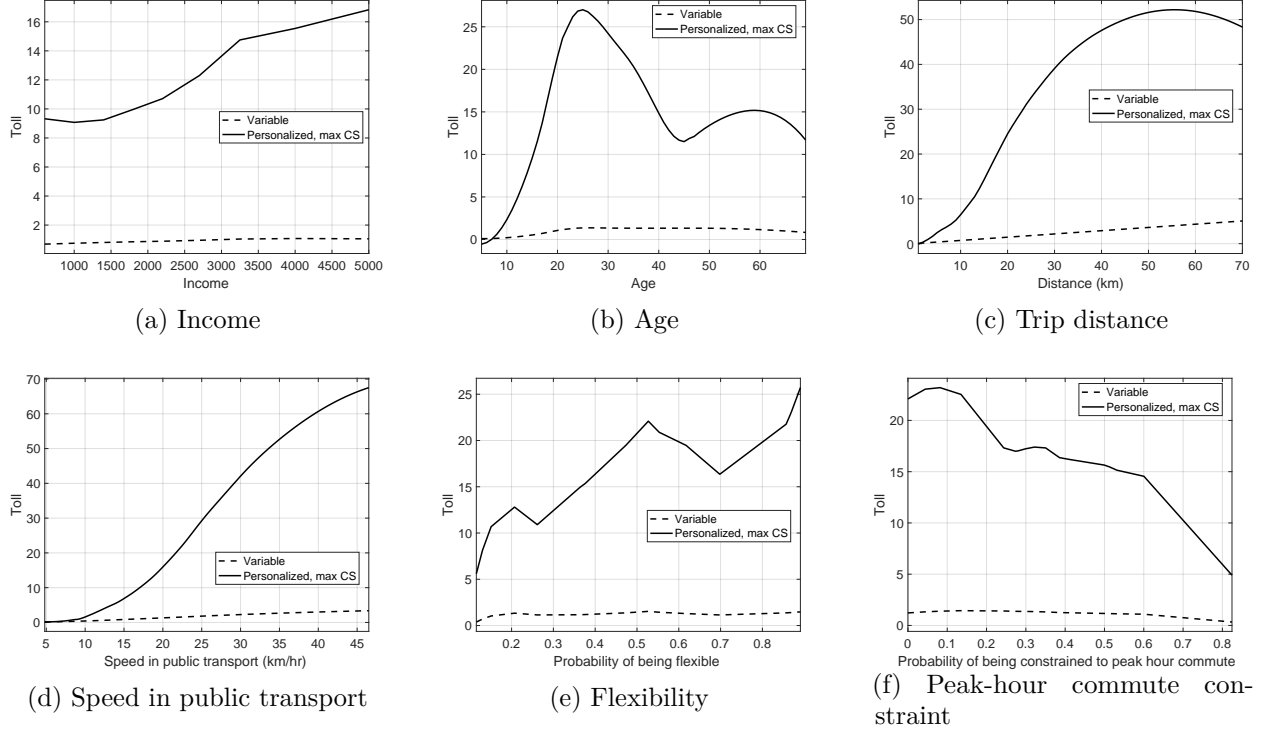 16
14
12
10
8
6
4
2
Toll
Variable
Personalized, max CS
1000 1500 2000 2500 3000 3500 4000 4500 5000
Income
(a) Income
25
20
15
10
5
0
Toll
Variable
Personalized, max CS
10 20 30 40 50 60
Age
(b) Age
50
40
30
20
10
0
Toll
Variable
Personalized, max CS
10 20 30 40 50 60 70
Distance (km)
(c) Trip distance
70
60
50
40
30
20
10
0
Toll
Variable
Personalized, max CS
5 10 15 20 25 30 35 40 45
Speed in public transport (km/hr)
(d) Speed in public transport
25
20
15
10
5
0
Toll
Variable
Personalized, max CS
0.2 0.3 0.4 0.5 0.6 0.7 0.8
Probability of being flexible
(e) Flexibility
20
15
10
5
0
Toll
Variable
Personalized, max CS
0 0.1 0.2 0.3 0.4 0.5 0.6 0.7 0.8
Probability of being constrained to peak hour commute
(f) Peak-hour commute con-
straint